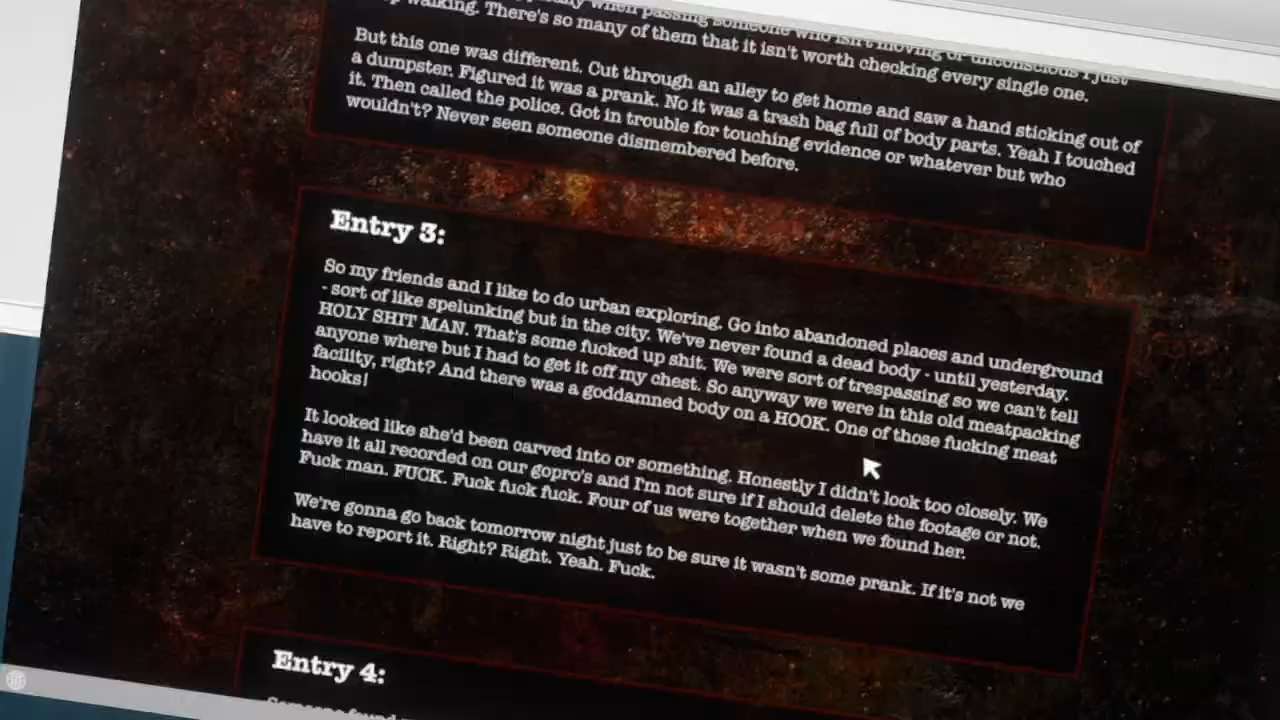 when passing someone who isn't moving or unconscious I just
walking. There's so many of them that it isn't worth checking every single one.
But this one was different. Cut through an alley to get home and saw a hand sticking out of
a dumpster. Figured it was a prank. No it was a trash bag full of body parts. Yeah I touched
it. Then called the police. Got in trouble for touching evidence or whatever but who
wouldn't? Never seen someone dismembered before.
Entry 3:
So my friends and I like to do urban exploring. Go into abandoned places and underground
- sort of like spelunking but in the city. We've never found a dead body - until yesterday.
HOLY SHIT MAN. That's some fucked up shit. We were sort of trespassing so we can't tell
anyone where but I had to get it off my chest. So anyway we were in this old meatpacking
facility, right? And there was a goddamned body on a HOOK. One of those fucking meat
hooks!
It looked like she'd been carved into or something. Honestly I didn't look too closely. We
have it all recorded on our gopro's and I'm not sure if I should delete the footage or not.
Fuck man. FUCK. Fuck fuck fuck. Four of us were together when we found her.
We're gonna go back tomorrow night just to be sure it wasn't some prank. If it's not we
have to report it. Right? Right. Yeah. Fuck.
Entry 4:
Someone found